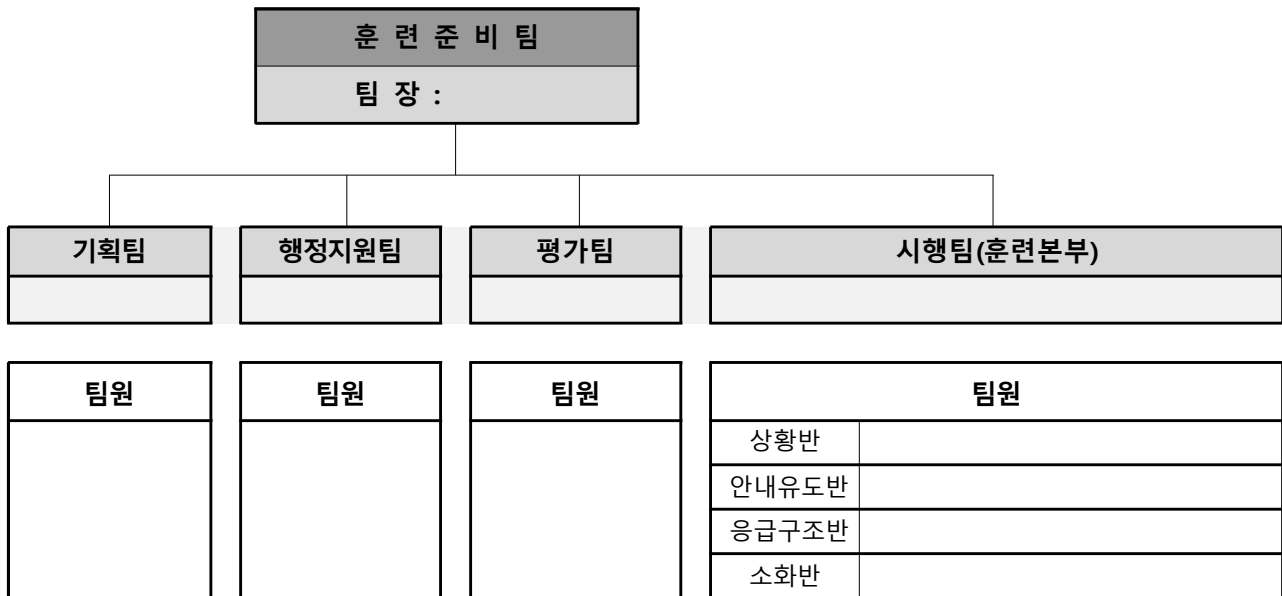 훈 련 준 비 팀
팀 장 :
기획팀 행정지원팀 평가팀 시행팀(훈련본부)
팀원 팀원 팀원 팀원
상황반
안내유도반
응급구조반
소화반